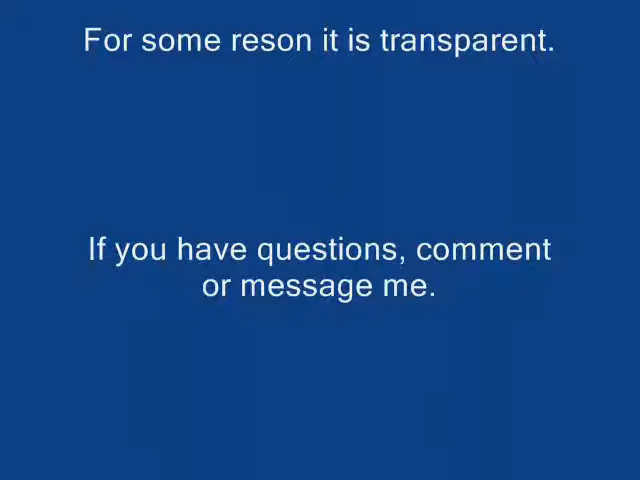 For some reson it is transparent.
If you have questions, comment
or message me.